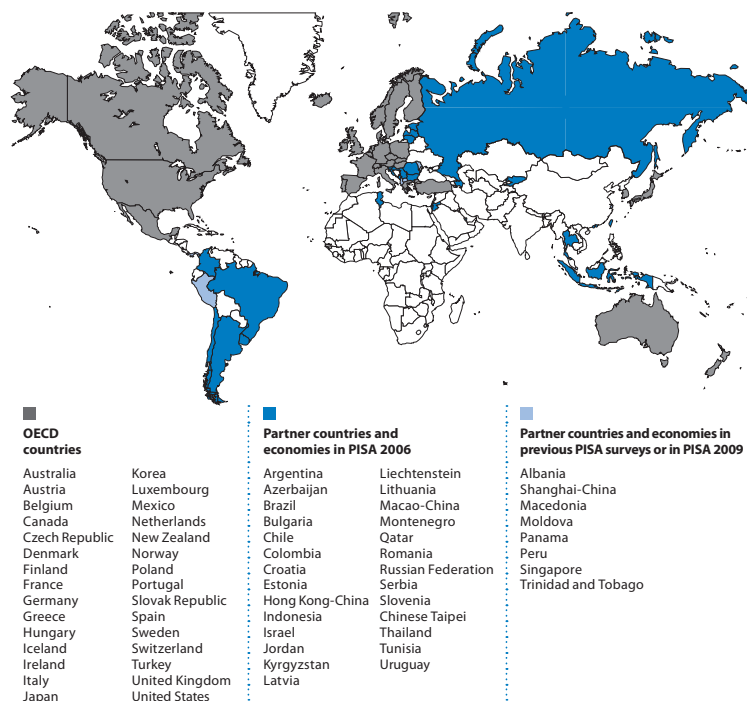 OECD
countries
Australia
Austria
Belgium
Canada
Czech Republic
Denmark
Finland
France
Germany
Greece
Hungary
Iceland
Ireland
Italy
Japan
Korea
Luxembourg
Mexico
Netherlands
New Zealand
Norway
Poland
Portugal
Slovak Republic
Spain
Sweden
Switzerland
Turkey
United Kingdom
United States
Partner countries and
economies in PISA 2006
Argentina
Azerbaijan
Brazil
Bulgaria
Chile
Colombia
Croatia
Estonia
Hong Kong-China
Indonesia
Israel
Jordan
Kyrgyzstan
Latvia
Liechtenstein
Lithuania
Macao-China
Montenegro
Qatar
Romania
Russian Federation
Serbia
Slovenia
Chinese Taipei
Thailand
Tunisia
Uruguay
Partner countries and economies in
previous PISA surveys or in PISA 2009
Albania
Shanghai-China
Macedonia
Moldova
Panama
Peru
Singapore
Trinidad and Tobago